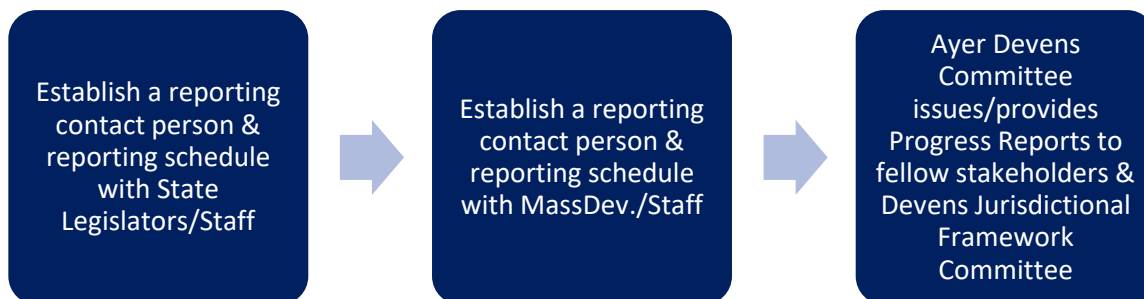 Establish a reporting
contact person &
reporting schedule
with State
Legislators/Staff
Establish a reporting
contact person &
reporting schedule
with MassDev./Staff
Ayer Devens
Committee
issues/provides
Progress Reports to
fellow stakeholders &
Devens Jurisdictional
Framework
Committee